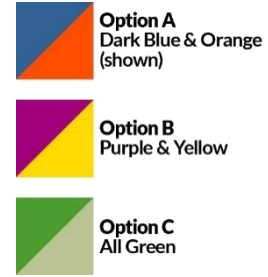 Option A
Dark Blue & Orange
(shown)
Option B
Purple & Yellow
Option C
All Green